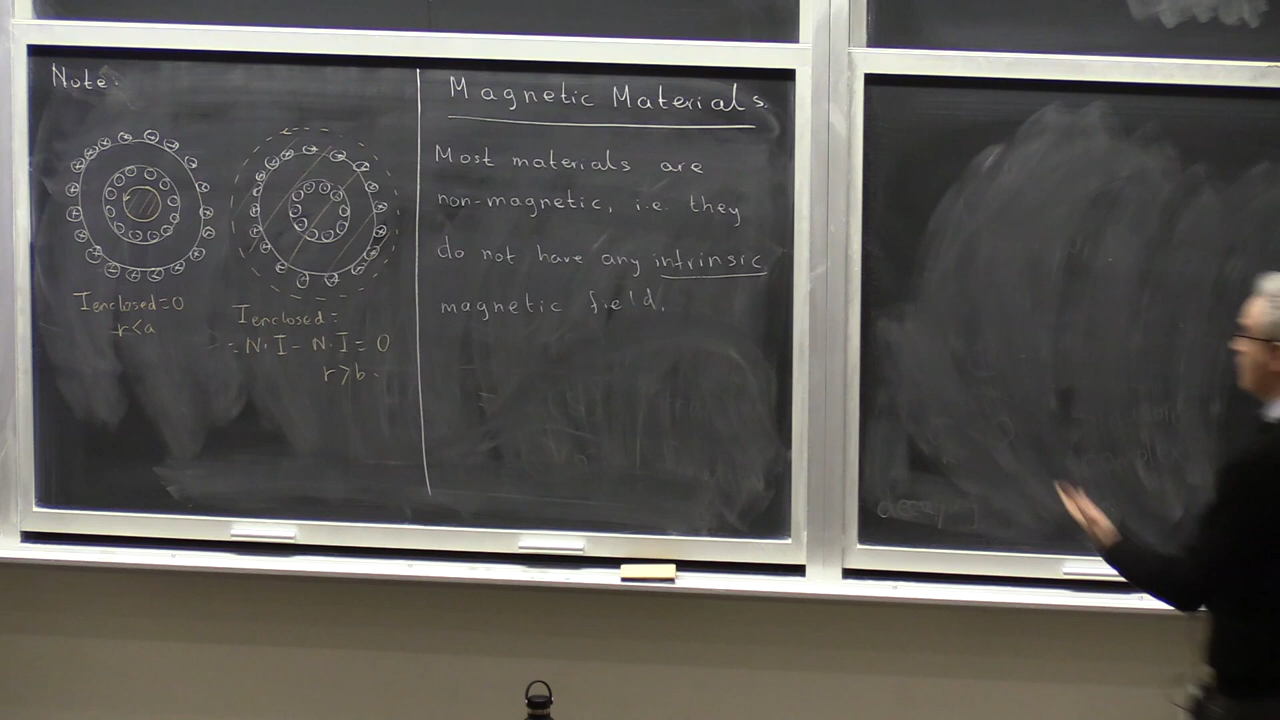 Note:
I enclosed = 0
r < a
I enclosed =
= N·I - N·I = 0
r > b.
Magnetic Materials.
Most materials are
non-magnetic, i.e. they
do not have any intrinsic
magnetic field.
decay